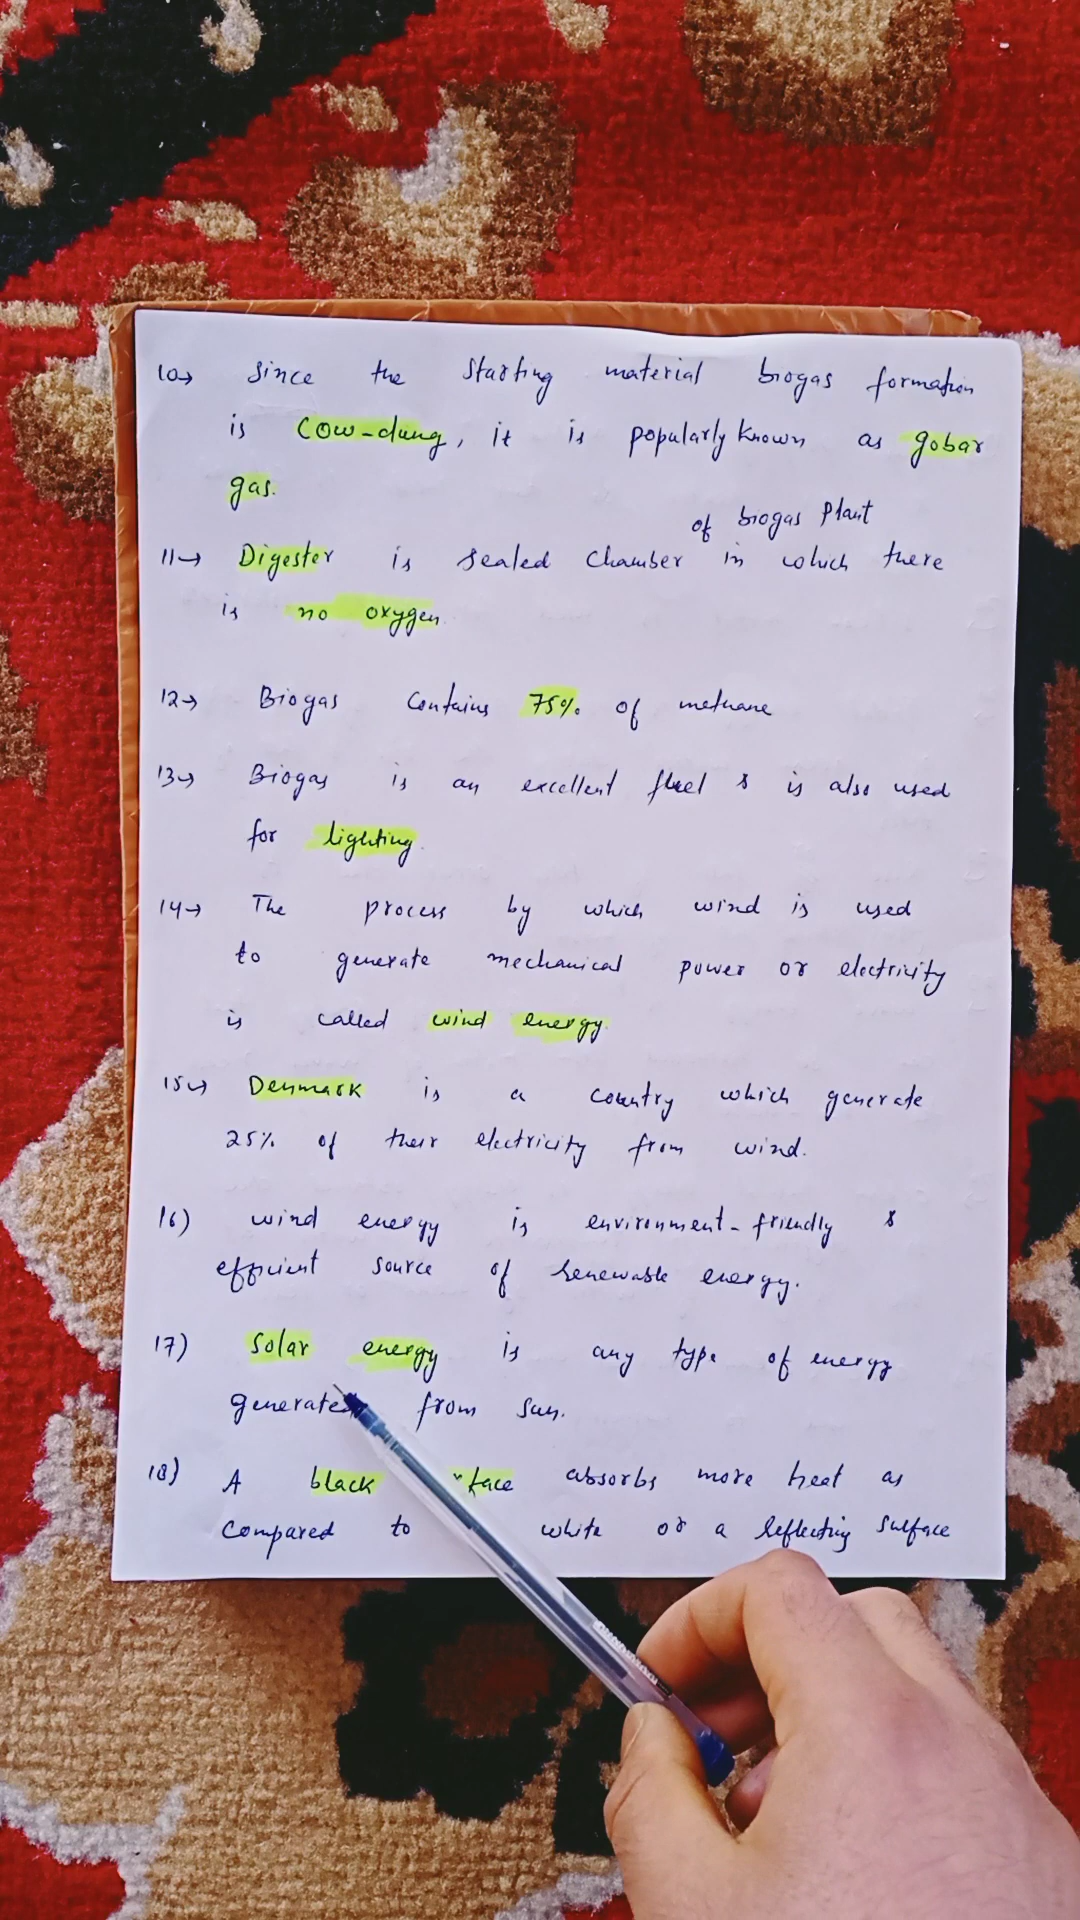 10→ Since the starting material biogas formation
is cow-dung, it is popularly known as gobar
gas.
of biogas plant
11→ Digester is sealed chamber in which there
is no oxygen.
12→ Biogas contains 75% of methane
13→ Biogas is an excellent fuel & is also used
for lighting.
14→ The process by which wind is used
to generate mechanical power or electricity
is called wind energy.
15→ Denmark is a country which generate
25% of their electricity from wind.
16) wind energy is environment-friendly &
efficient source of renewable energy.
17) Solar energy is any type of energy
generated from sun.
18) A black face absorbs more heat as
compared to white or a reflecting surface